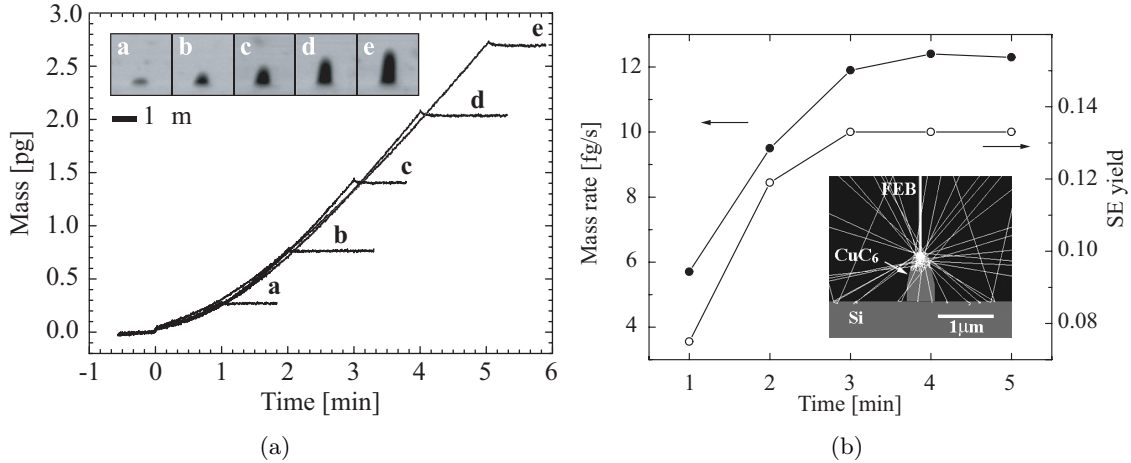 3.0
2.5
2.0
1.5
1.0
0.5
0.0
Mass [pg]
a b c d e
1 m
e
d
c
b
a
-1 0 1 2 3 4 5 6
Time [min]
(a)
12
10
8
6
4
Mass rate [fg/s]
0.14
0.12
0.10
0.08
SE yield
FEB
CuC₆
Si
1μm
1 2 3 4 5
Time [min]
(b)